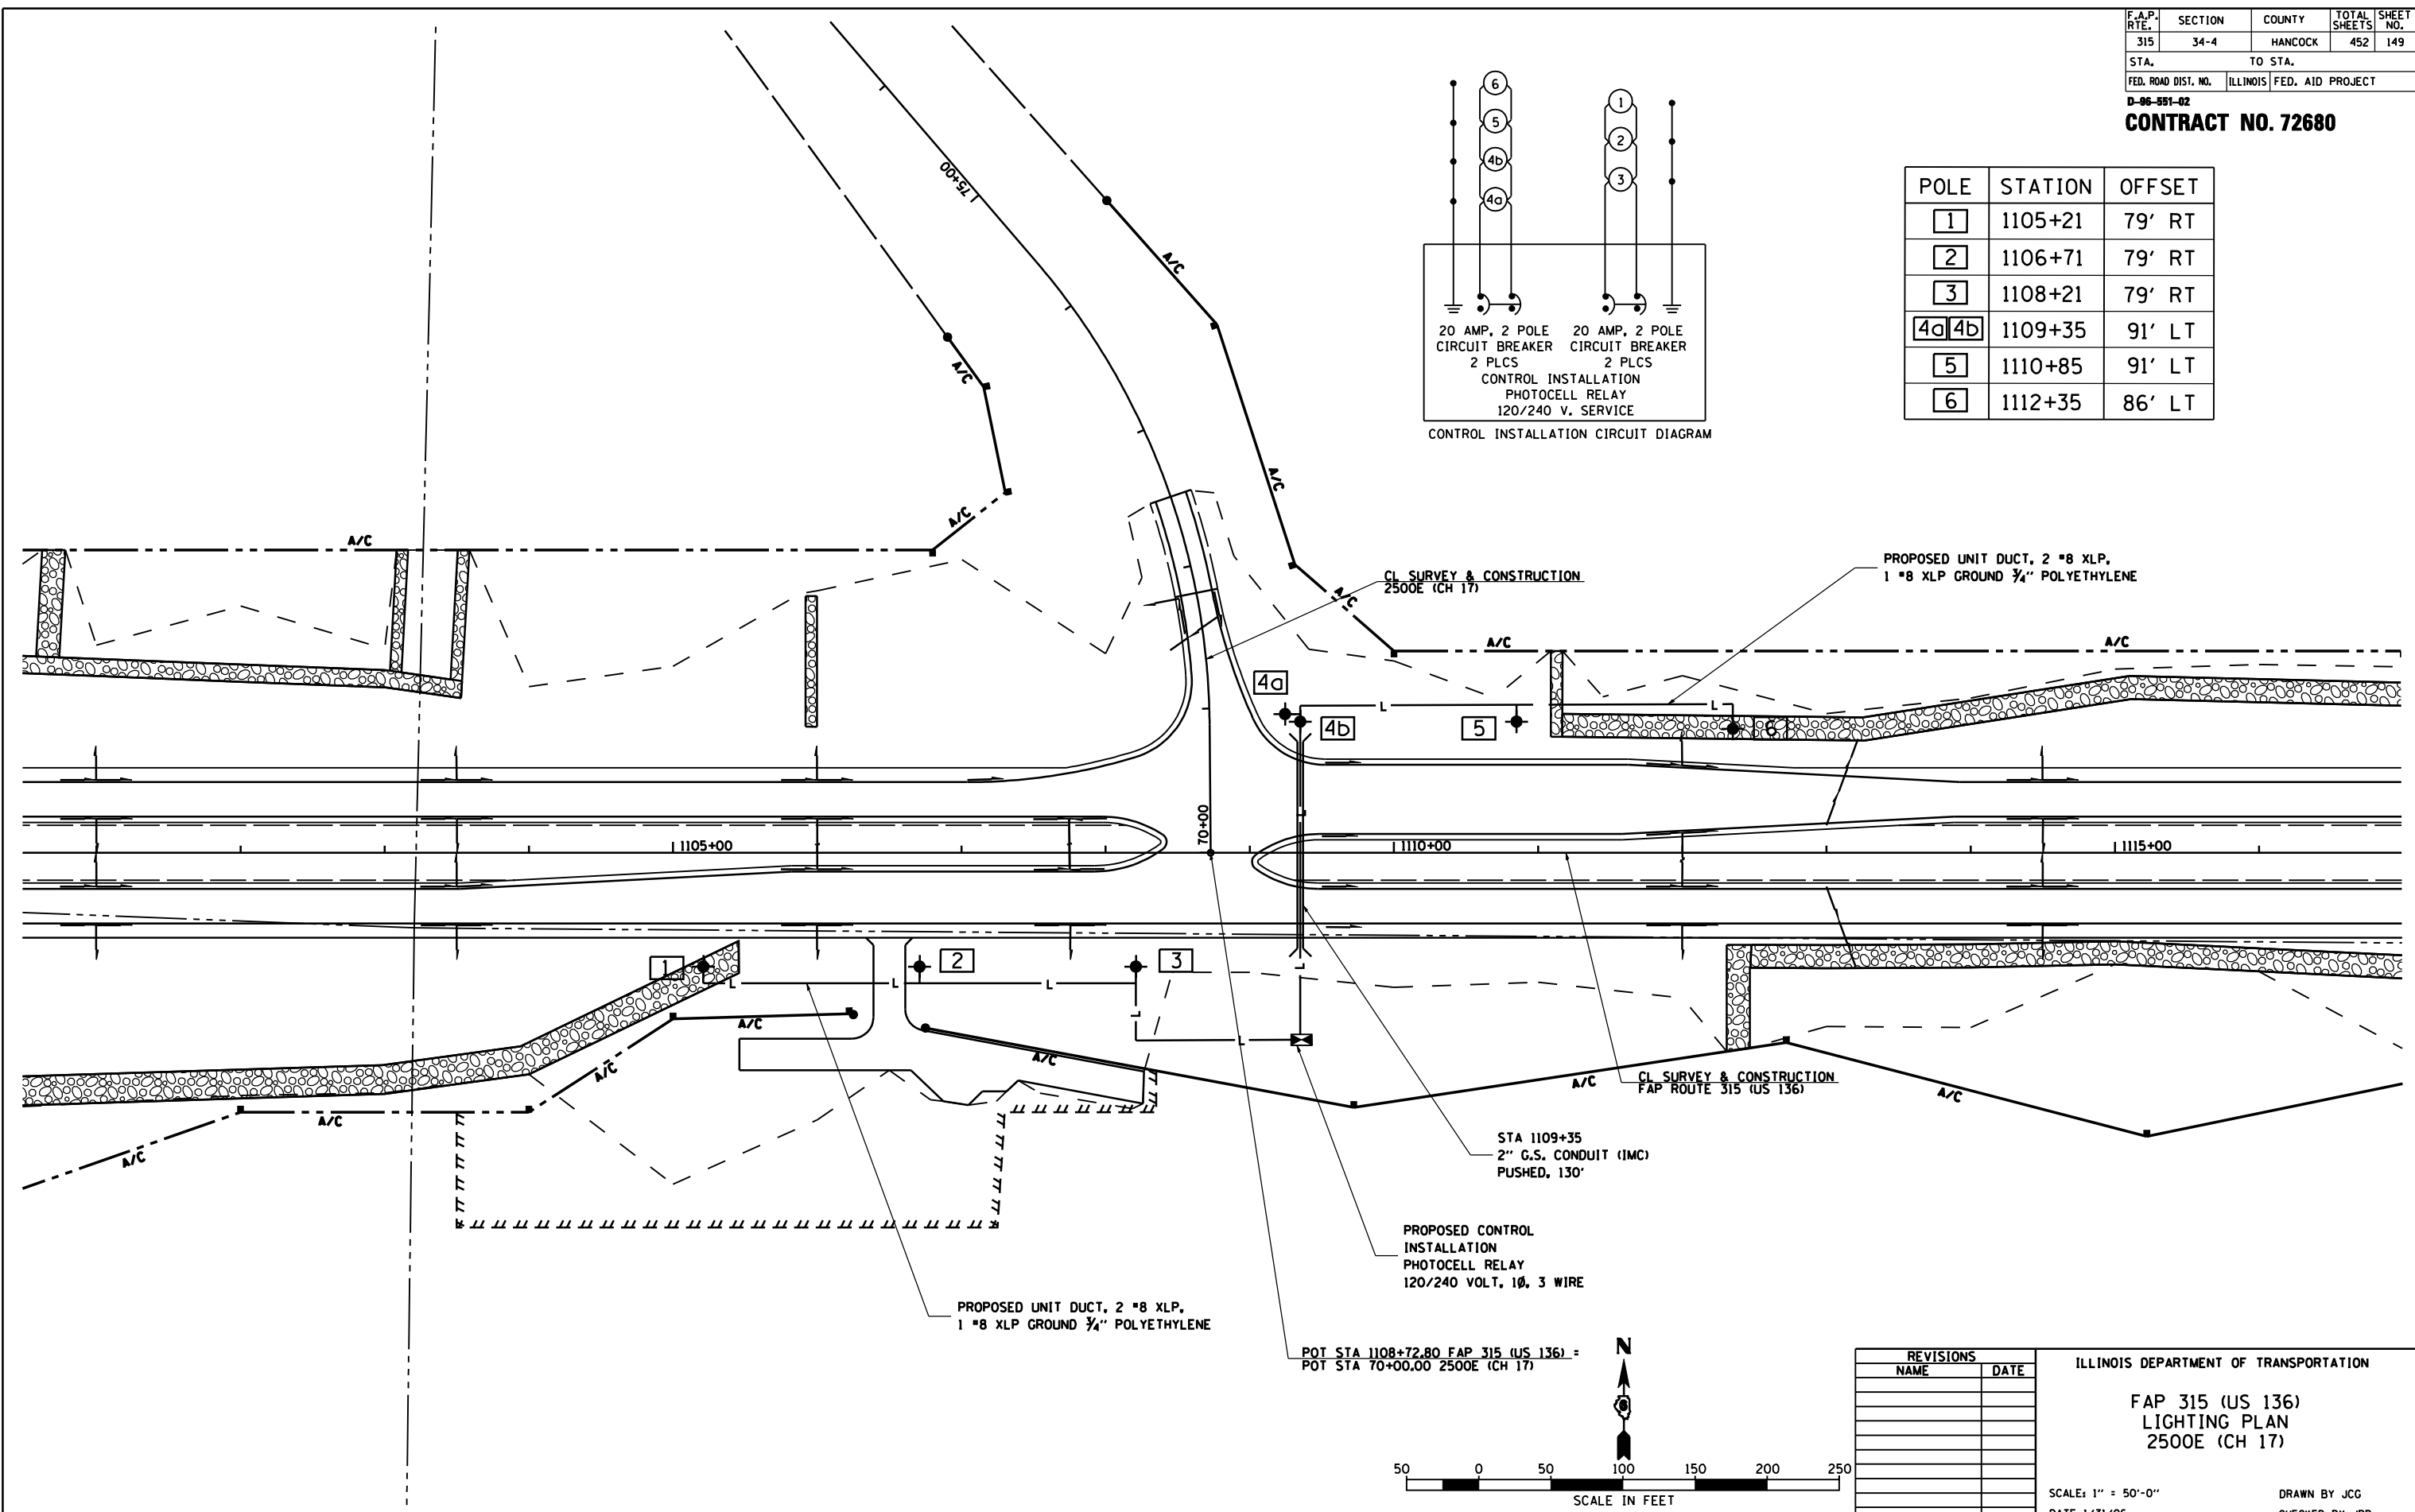 F.A.P. RTE. SECTION COUNTY TOTAL SHEETS SHEET NO.
315 34-4 HANCOCK 452 149
STA. TO STA.
FED. ROAD DIST. NO. ILLINOIS FED. AID PROJECT
D-96-551-02
CONTRACT NO. 72680
POLE STATION OFFSET
1 1105+21 79' RT
2 1106+71 79' RT
3 1108+21 79' RT
4a 4b 1109+35 91' LT
5 1110+85 91' LT
6 1112+35 86' LT
6
5
4b
4a
1
2
3
20 AMP, 2 POLE CIRCUIT BREAKER 2 PLCS
20 AMP, 2 POLE CIRCUIT BREAKER 2 PLCS
CONTROL INSTALLATION
PHOTOCELL RELAY
120/240 V. SERVICE
CONTROL INSTALLATION CIRCUIT DIAGRAM
75+00
A/C
A/C
A/C
A/C
A/C
A/C
A/C
A/C
CL SURVEY & CONSTRUCTION
2500E (CH 17)
PROPOSED UNIT DUCT, 2 #8 XLP,
1 #8 XLP GROUND 3/4" POLYETHYLENE
4a
4b
5
6
L
L
L
70+00
1105+00
1110+00
1115+00
1
2
3
L
L
L
L
L
L
A/C
A/C
A/C
A/C
A/C
A/C
A/C
CL SURVEY & CONSTRUCTION
FAP ROUTE 315 (US 136)
STA 1109+35
2" G.S. CONDUIT (IMC)
PUSHED, 130'
PROPOSED CONTROL
INSTALLATION
PHOTOCELL RELAY
120/240 VOLT, 1Ø, 3 WIRE
PROPOSED UNIT DUCT, 2 #8 XLP,
1 #8 XLP GROUND 3/4" POLYETHYLENE
POT STA 1108+72.80 FAP 315 (US 136) =
POT STA 70+00.00 2500E (CH 17)
N
6
50 0 50 100 150 200 250
SCALE IN FEET
REVISIONS
NAME DATE
ILLINOIS DEPARTMENT OF TRANSPORTATION
FAP 315 (US 136)
LIGHTING PLAN
2500E (CH 17)
SCALE: 1" = 50'-0"
DRAWN BY JCG